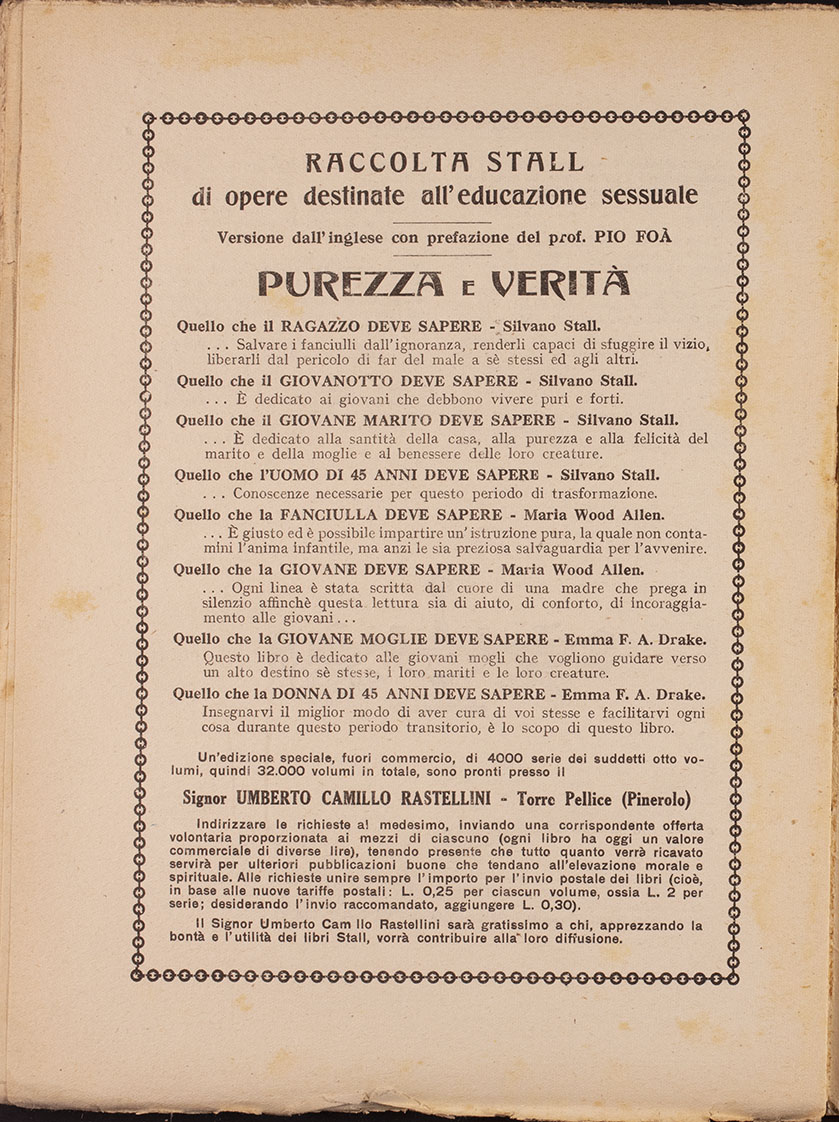 RACCOLTA STALL
di opere destinate all'educazione sessuale
Versione dall'inglese con prefazione del prof. PIO FOÀ
PUREZZA E VERITÀ
Quello che il RAGAZZO DEVE SAPERE - Silvano Stall.
. . . Salvare i fanciulli dall'ignoranza, renderli capaci di sfuggire il vizio,
liberarli dal pericolo di far del male a sè stessi ed agli altri.
Quello che il GIOVANOTTO DEVE SAPERE - Silvano Stall.
. . . È dedicato ai giovani che debbono vivere puri e forti.
Quello che il GIOVANE MARITO DEVE SAPERE - Silvano Stall.
. . . È dedicato alla santità della casa, alla purezza e alla felicità del
marito e della moglie e al benessere delle loro creature.
Quello che l'UOMO DI 45 ANNI DEVE SAPERE - Silvano Stall.
. . . Conoscenze necessarie per questo periodo di trasformazione.
Quello che la FANCIULLA DEVE SAPERE - Maria Wood Allen.
. . . È giusto ed è possibile impartire un'istruzione pura, la quale non conta-
mini l'anima infantile, ma anzi le sia preziosa salvaguardia per l'avvenire.
Quello che la GIOVANE DEVE SAPERE - Maria Wood Allen.
. . . Ogni linea è stata scritta dal cuore di una madre che prega in
silenzio affinchè questa lettura sia di aiuto, di conforto, di incoraggia-
mento alle giovani . . .
Quello che la GIOVANE MOGLIE DEVE SAPERE - Emma F. A. Drake.
Questo libro è dedicato alle giovani mogli che vogliono guidare verso
un alto destino sè stesse, i loro mariti e le loro creature.
Quello che la DONNA DI 45 ANNI DEVE SAPERE - Emma F. A. Drake.
Insegnarvi il miglior modo di aver cura di voi stesse e facilitarvi ogni
cosa durante questo periodo transitorio, è lo scopo di questo libro.
Un'edizione speciale, fuori commercio, di 4000 serie dei suddetti otto vo-
lumi, quindi 32.000 volumi in totale, sono pronti presso il
Signor UMBERTO CAMILLO RASTELLINI - Torre Pellice (Pinerolo)
Indirizzare le richieste al medesimo, inviando una corrispondente offerta
volontaria proporzionata ai mezzi di ciascuno (ogni libro ha oggi un valore
commerciale di diverse lire), tenendo presente che tutto quanto verrà ricavato
servirà per ulteriori pubblicazioni buone che tendano all'elevazione morale e
spirituale. Alle richieste unire sempre l'importo per l'invio postale dei libri (cioè,
in base alle nuove tariffe postali: L. 0,25 per ciascun volume, ossia L. 2 per
serie; desiderando l'invio raccomandato, aggiungere L. 0,30).
Il Signor Umberto Cam llo Rastellini sarà gratissimo a chi, apprezzando la
bontà e l'utilità dei libri Stall, vorrà contribuire alla loro diffusione.